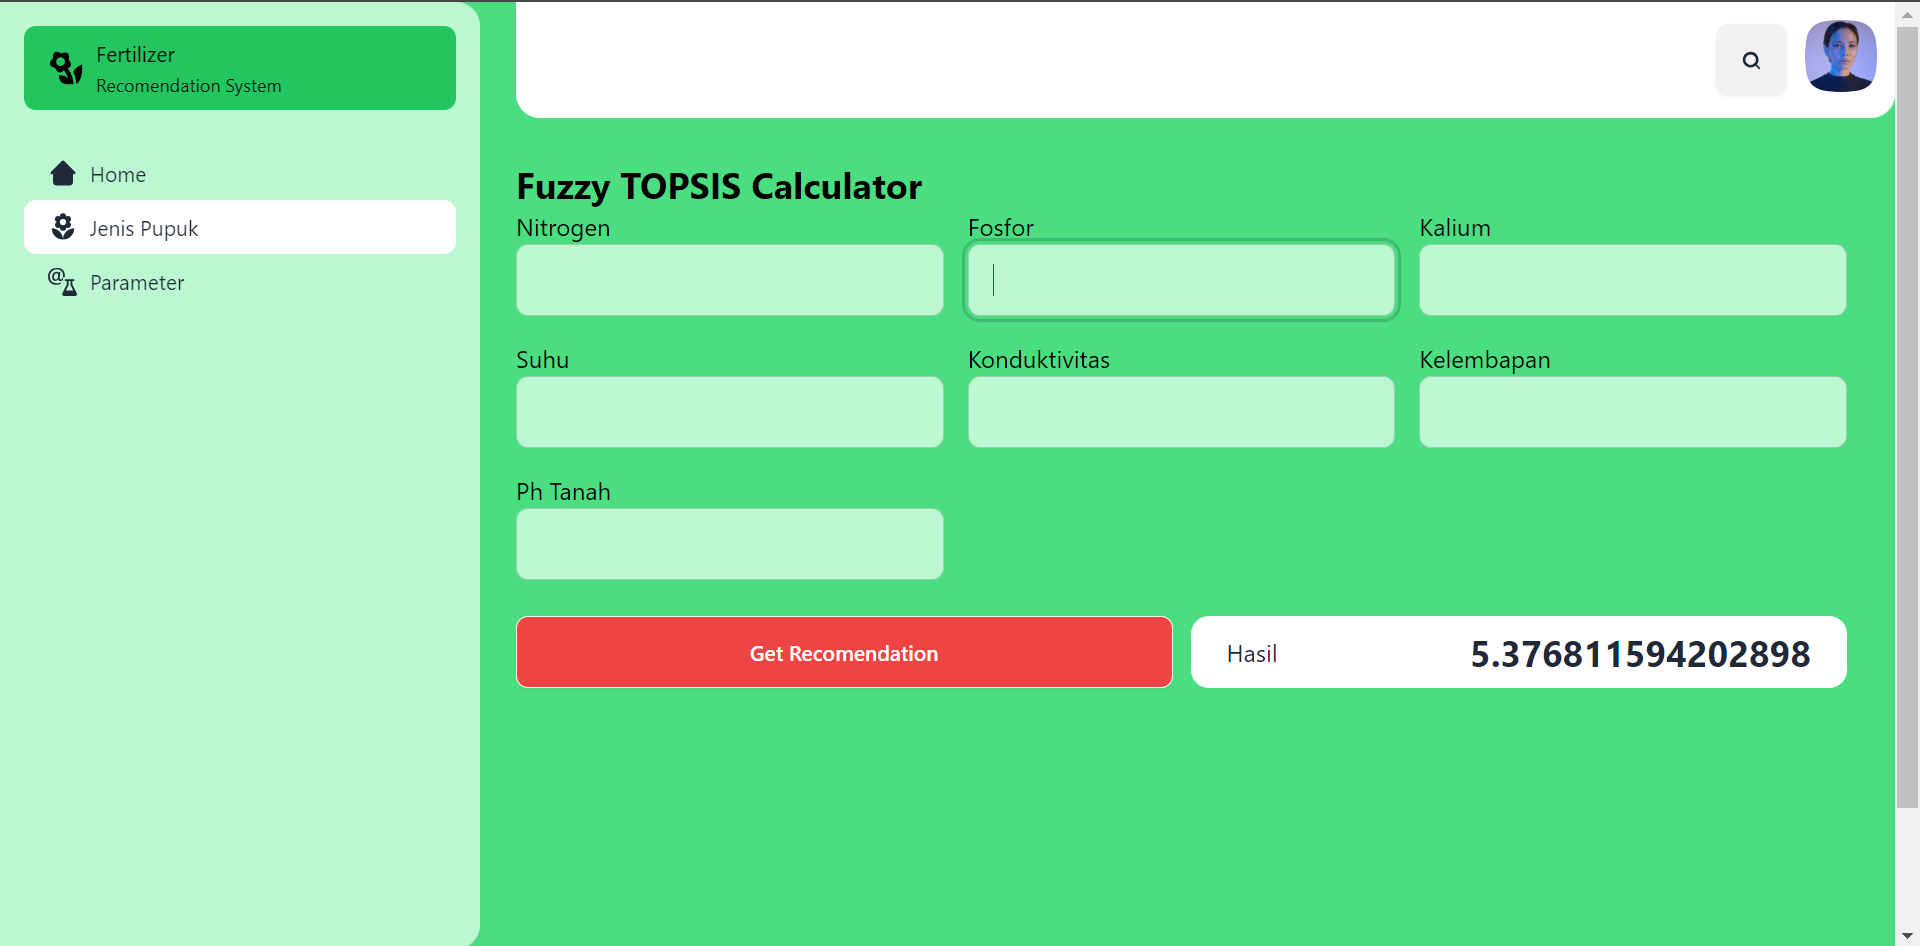 Fertilizer
Recomendation System
Home
Jenis Pupuk
Parameter
Fuzzy TOPSIS Calculator
Nitrogen
Fosfor
Kalium
Suhu
Konduktivitas
Kelembapan
Ph Tanah
Get Recomendation
Hasil
5.376811594202898